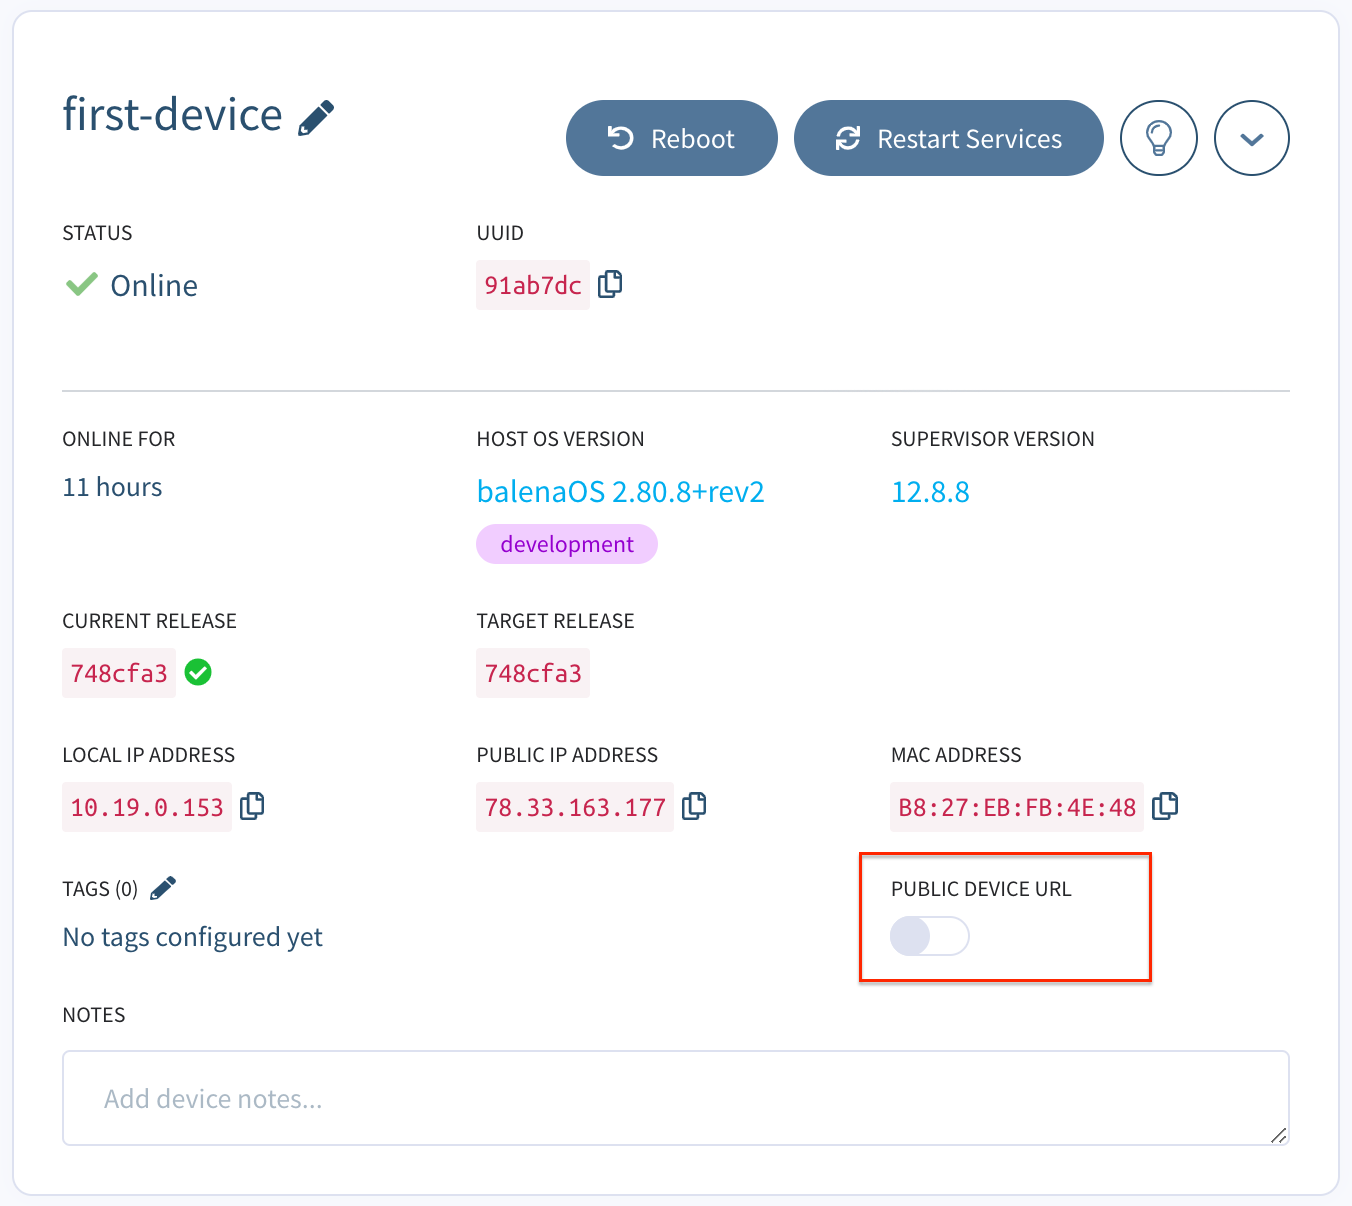 first-device
Reboot
Restart Services
STATUS
UUID
Online
91ab7dc
ONLINE FOR
HOST OS VERSION
SUPERVISOR VERSION
11 hours
balenaOS 2.80.8+rev2
12.8.8
development
CURRENT RELEASE
TARGET RELEASE
748cfa3
748cfa3
LOCAL IP ADDRESS
PUBLIC IP ADDRESS
MAC ADDRESS
10.19.0.153
78.33.163.177
B8:27:EB:FB:4E:48
TAGS (0)
PUBLIC DEVICE URL
No tags configured yet
NOTES
Add device notes...